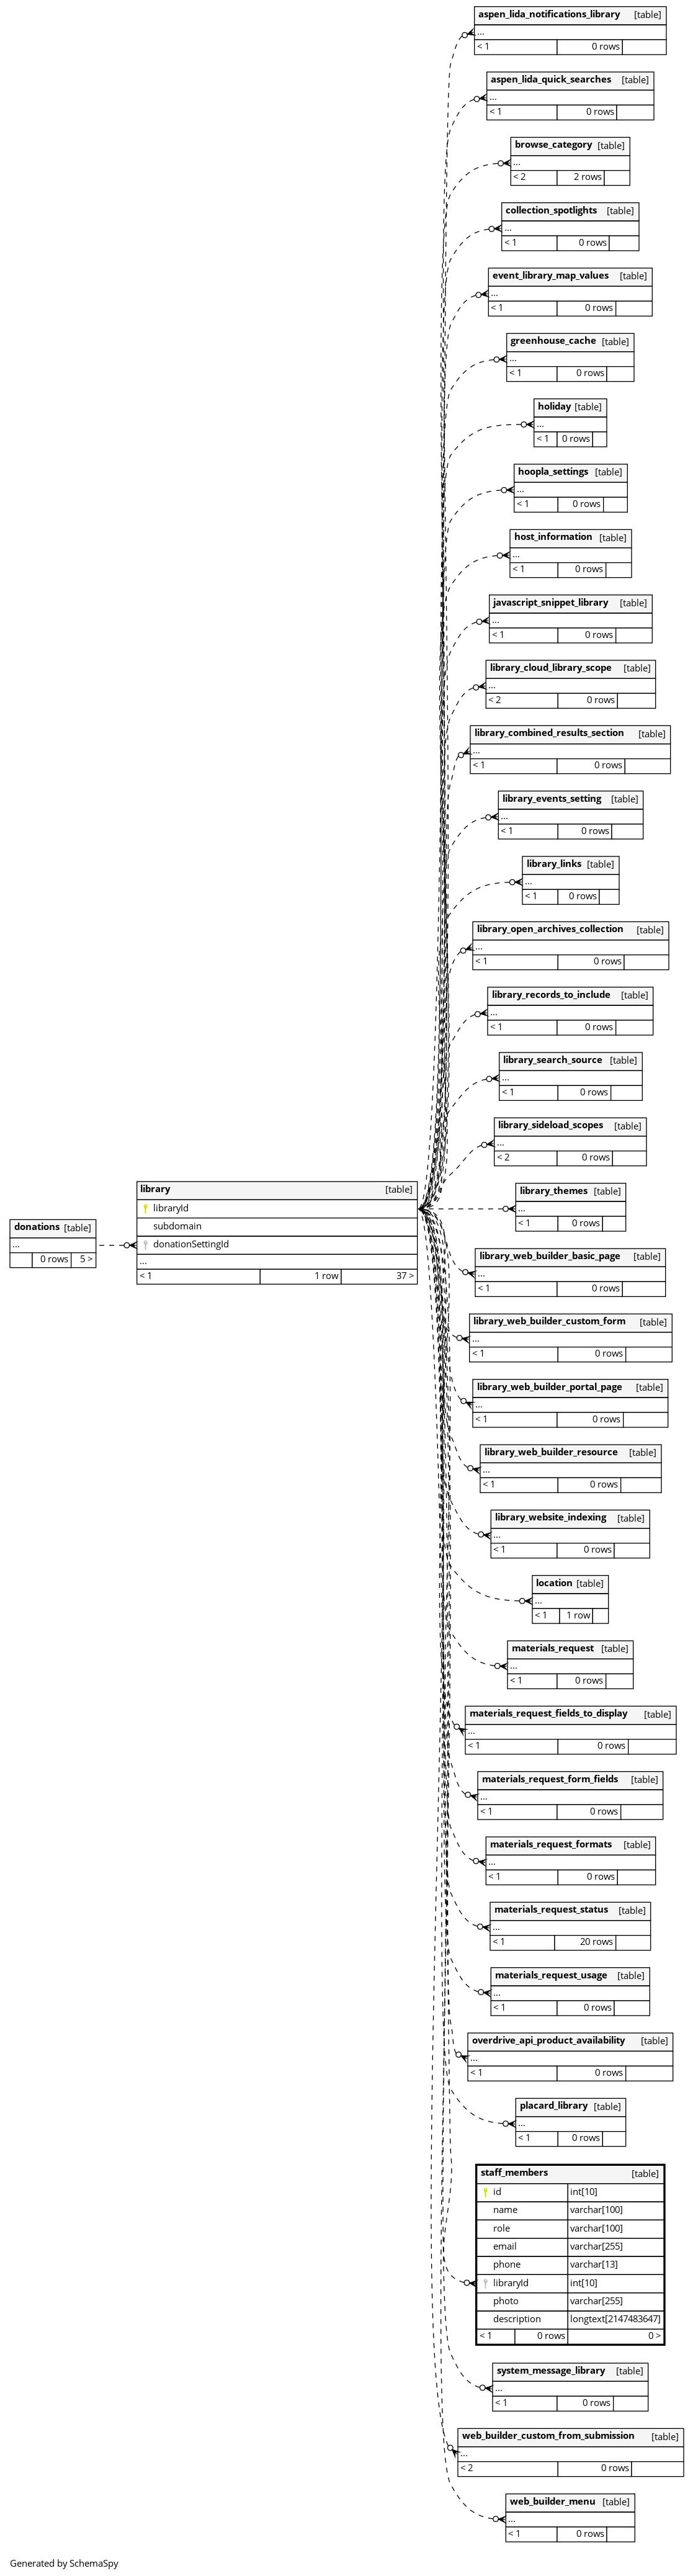 aspen_lida_notifications_library [table]
...
< 1 0 rows
aspen_lida_quick_searches [table]
...
< 1 0 rows
browse_category [table]
...
< 2 2 rows
collection_spotlights [table]
...
< 1 0 rows
event_library_map_values [table]
...
< 1 0 rows
greenhouse_cache [table]
...
< 1 0 rows
holiday [table]
...
< 1 0 rows
hoopla_settings [table]
...
< 1 0 rows
host_information [table]
...
< 1 0 rows
javascript_snippet_library [table]
...
< 1 0 rows
library_cloud_library_scope [table]
...
< 2 0 rows
library_combined_results_section [table]
...
< 1 0 rows
library_events_setting [table]
...
< 1 0 rows
library_links [table]
...
< 1 0 rows
library_open_archives_collection [table]
...
< 1 0 rows
library_records_to_include [table]
...
< 1 0 rows
library_search_source [table]
...
< 1 0 rows
library_sideload_scopes [table]
...
< 2 0 rows
library [table]
libraryId
subdomain
donationSettingId
...
< 1 1 row 37 >
donations [table]
...
0 rows 5 >
library_themes [table]
...
< 1 0 rows
library_web_builder_basic_page [table]
...
< 1 0 rows
library_web_builder_custom_form [table]
...
< 1 0 rows
library_web_builder_portal_page [table]
...
< 1 0 rows
library_web_builder_resource [table]
...
< 1 0 rows
library_website_indexing [table]
...
< 1 0 rows
location [table]
...
< 1 1 row
materials_request [table]
...
< 1 0 rows
materials_request_fields_to_display [table]
...
< 1 0 rows
materials_request_form_fields [table]
...
< 1 0 rows
materials_request_formats [table]
...
< 1 0 rows
materials_request_status [table]
...
< 1 20 rows
materials_request_usage [table]
...
< 1 0 rows
overdrive_api_product_availability [table]
...
< 1 0 rows
placard_library [table]
...
< 1 0 rows
staff_members [table]
id int[10]
name varchar[100]
role varchar[100]
email varchar[255]
phone varchar[13]
libraryId int[10]
photo varchar[255]
description longtext[2147483647]
< 1 0 rows 0 >
system_message_library [table]
...
< 1 0 rows
web_builder_custom_from_submission [table]
...
< 2 0 rows
web_builder_menu [table]
...
< 1 0 rows
Generated by SchemaSpy